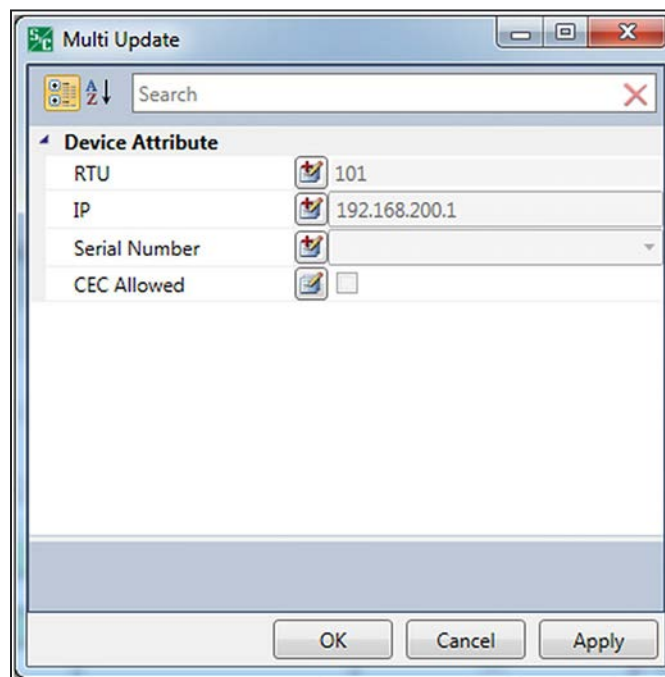 S/C Multi Update
A Z Search
Device Attribute
RTU 101
IP 192.168.200.1
Serial Number
CEC Allowed
OK Cancel Apply